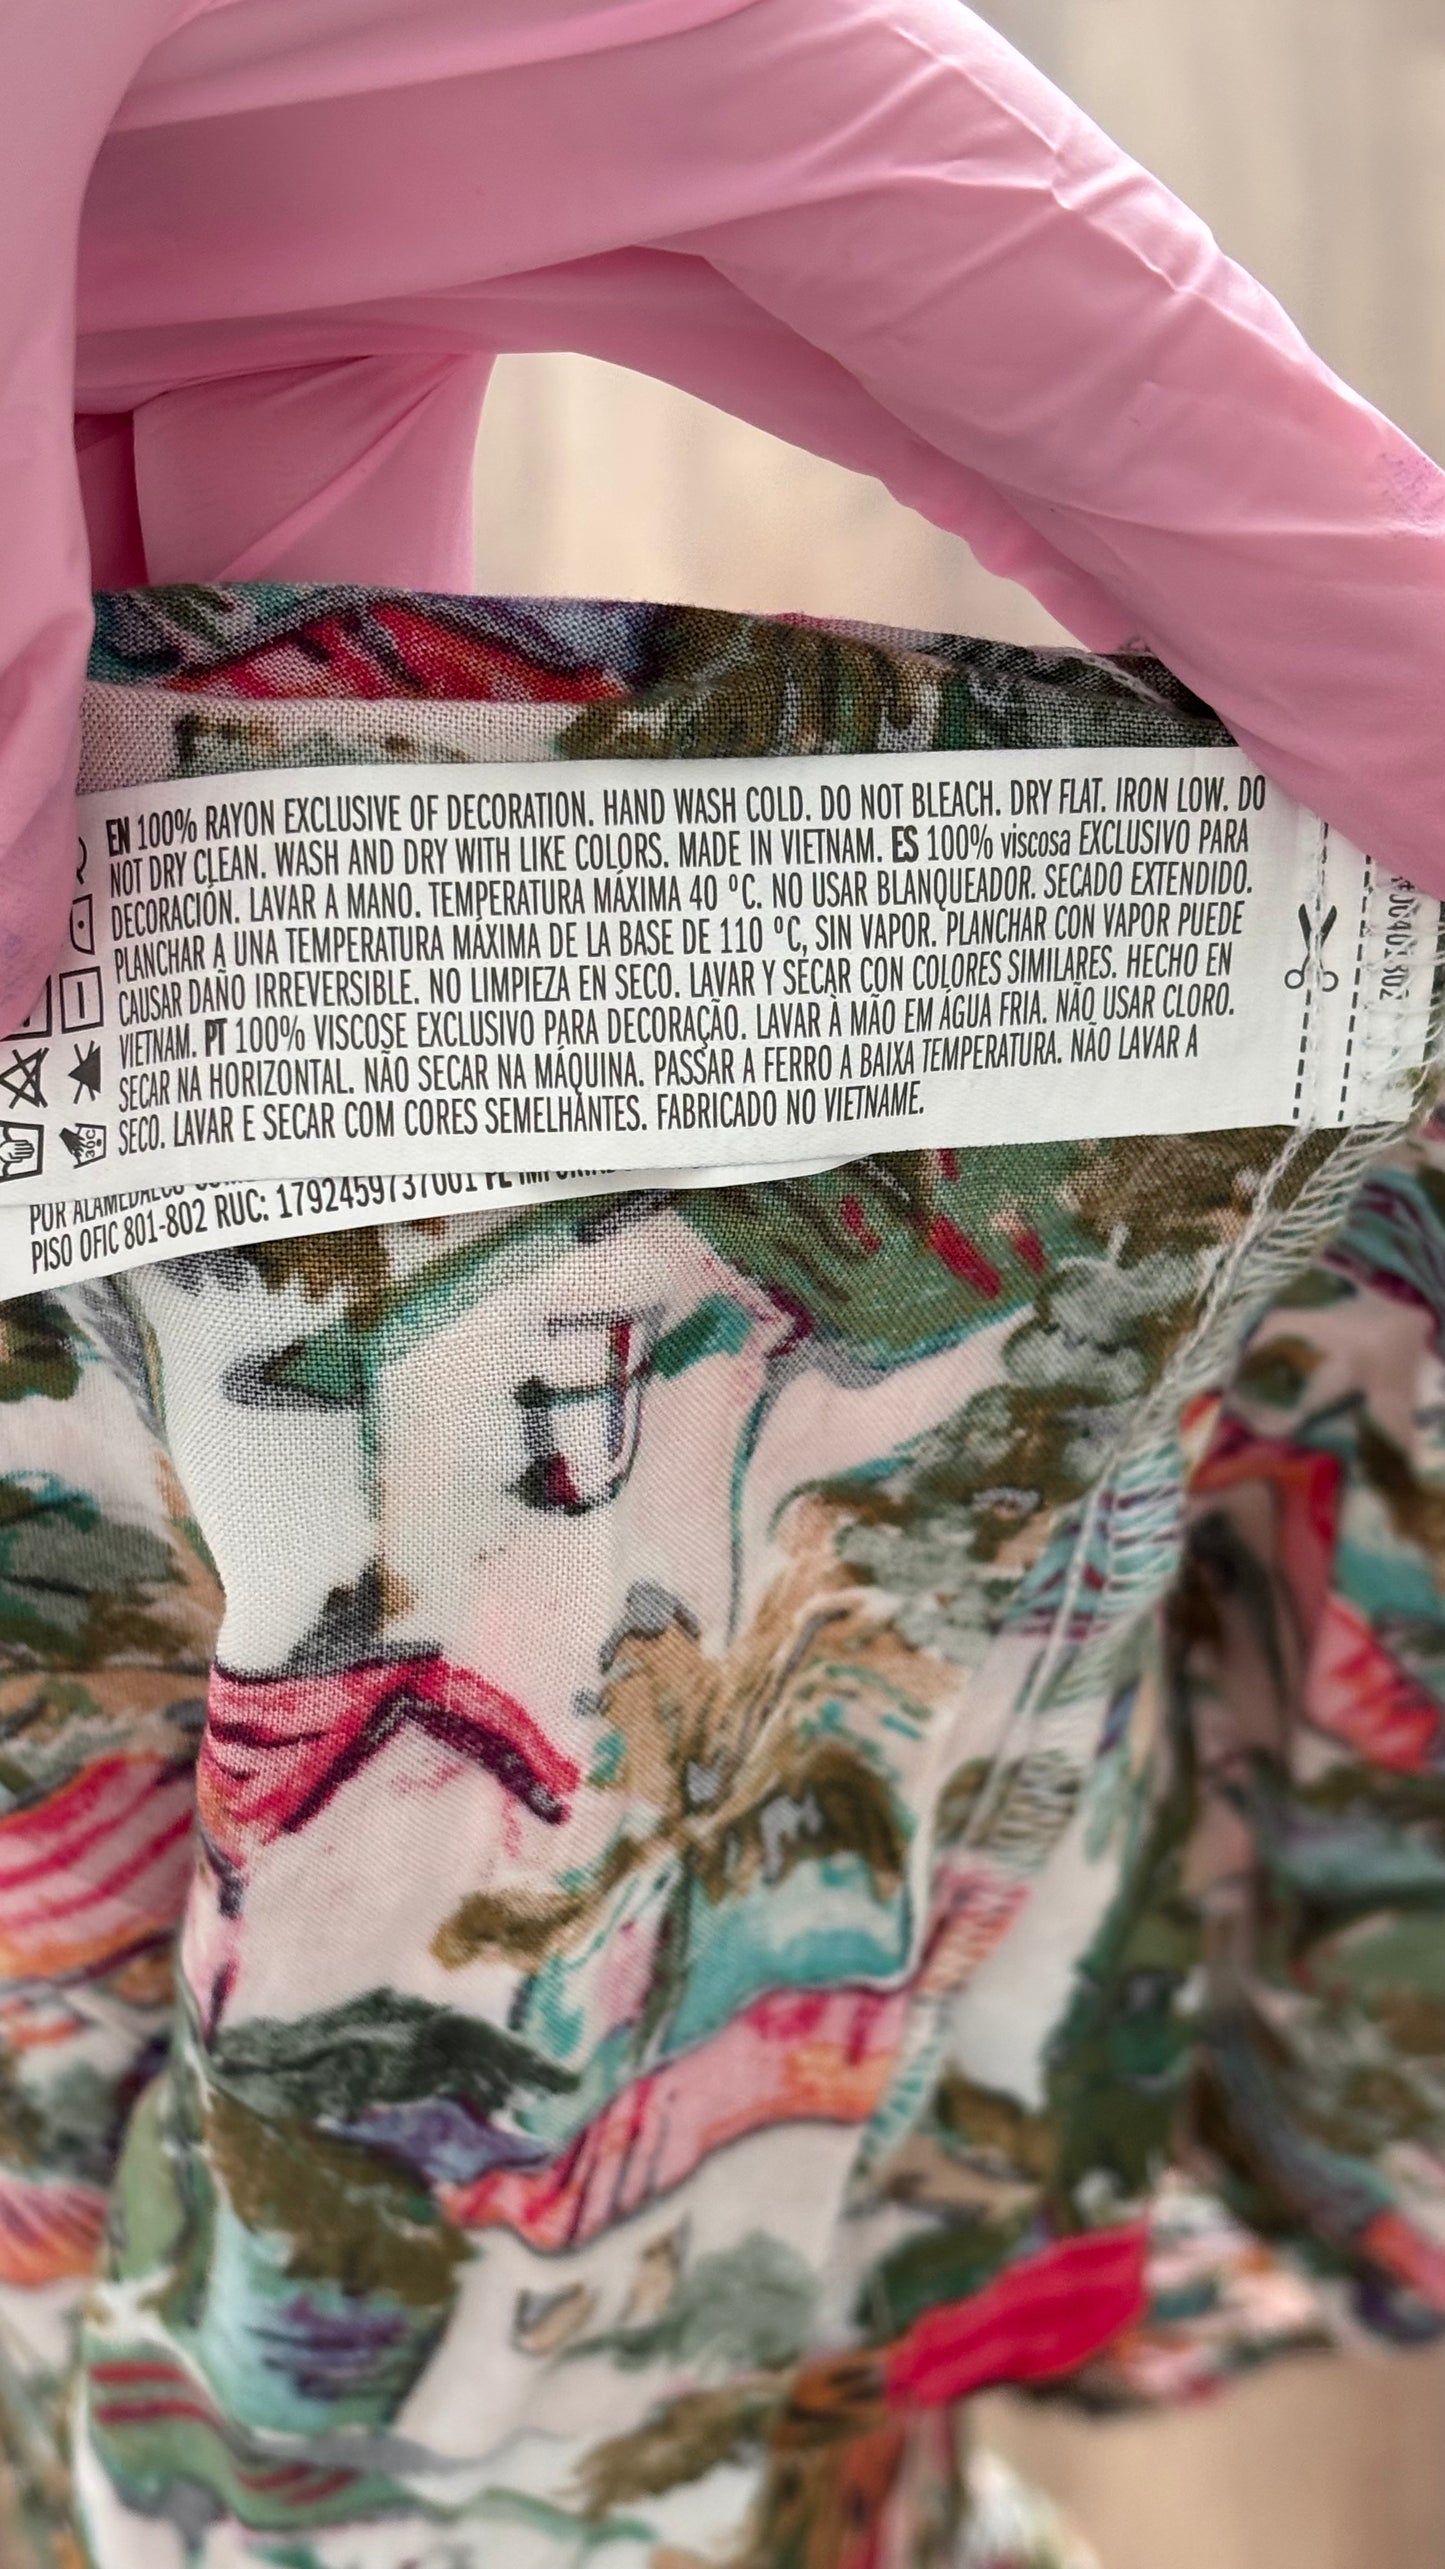 EN 100% RAYON EXCLUSIVE OF DECORATION. HAND WASH COLD. DO NOT BLEACH. DRY FLAT. IRON LOW. DO
NOT DRY CLEAN. WASH AND DRY WITH LIKE COLORS. MADE IN VIETNAM. ES 100% viscosa EXCLUSIVO PARA
DECORACIÓN. LAVAR A MANO. TEMPERATURA MÁXIMA 40 ºC. NO USAR BLANQUEADOR. SECADO EXTENDIDO.
PLANCHAR A UNA TEMPERATURA MÁXIMA DE LA BASE DE 110 ºC, SIN VAPOR. PLANCHAR CON VAPOR PUEDE
CAUSAR DAÑO IRREVERSIBLE. NO LIMPIEZA EN SECO. LAVAR Y SECAR CON COLORES SIMILARES. HECHO EN
VIETNAM. PT 100% VISCOSE EXCLUSIVO PARA DECORAÇÃO. LAVAR À MÃO EM ÁGUA FRIA. NÃO USAR CLORO.
SECAR NA HORIZONTAL. NÃO SECAR NA MÁQUINA. PASSAR A FERRO A BAIXA TEMPERATURA. NÃO LAVAR A
SECO. LAVAR E SECAR COM CORES SEMELHANTES. FABRICADO NO VIETNAME.
30C
POR
PISO OFIC 801-802 RUC: 1792459737001 PE